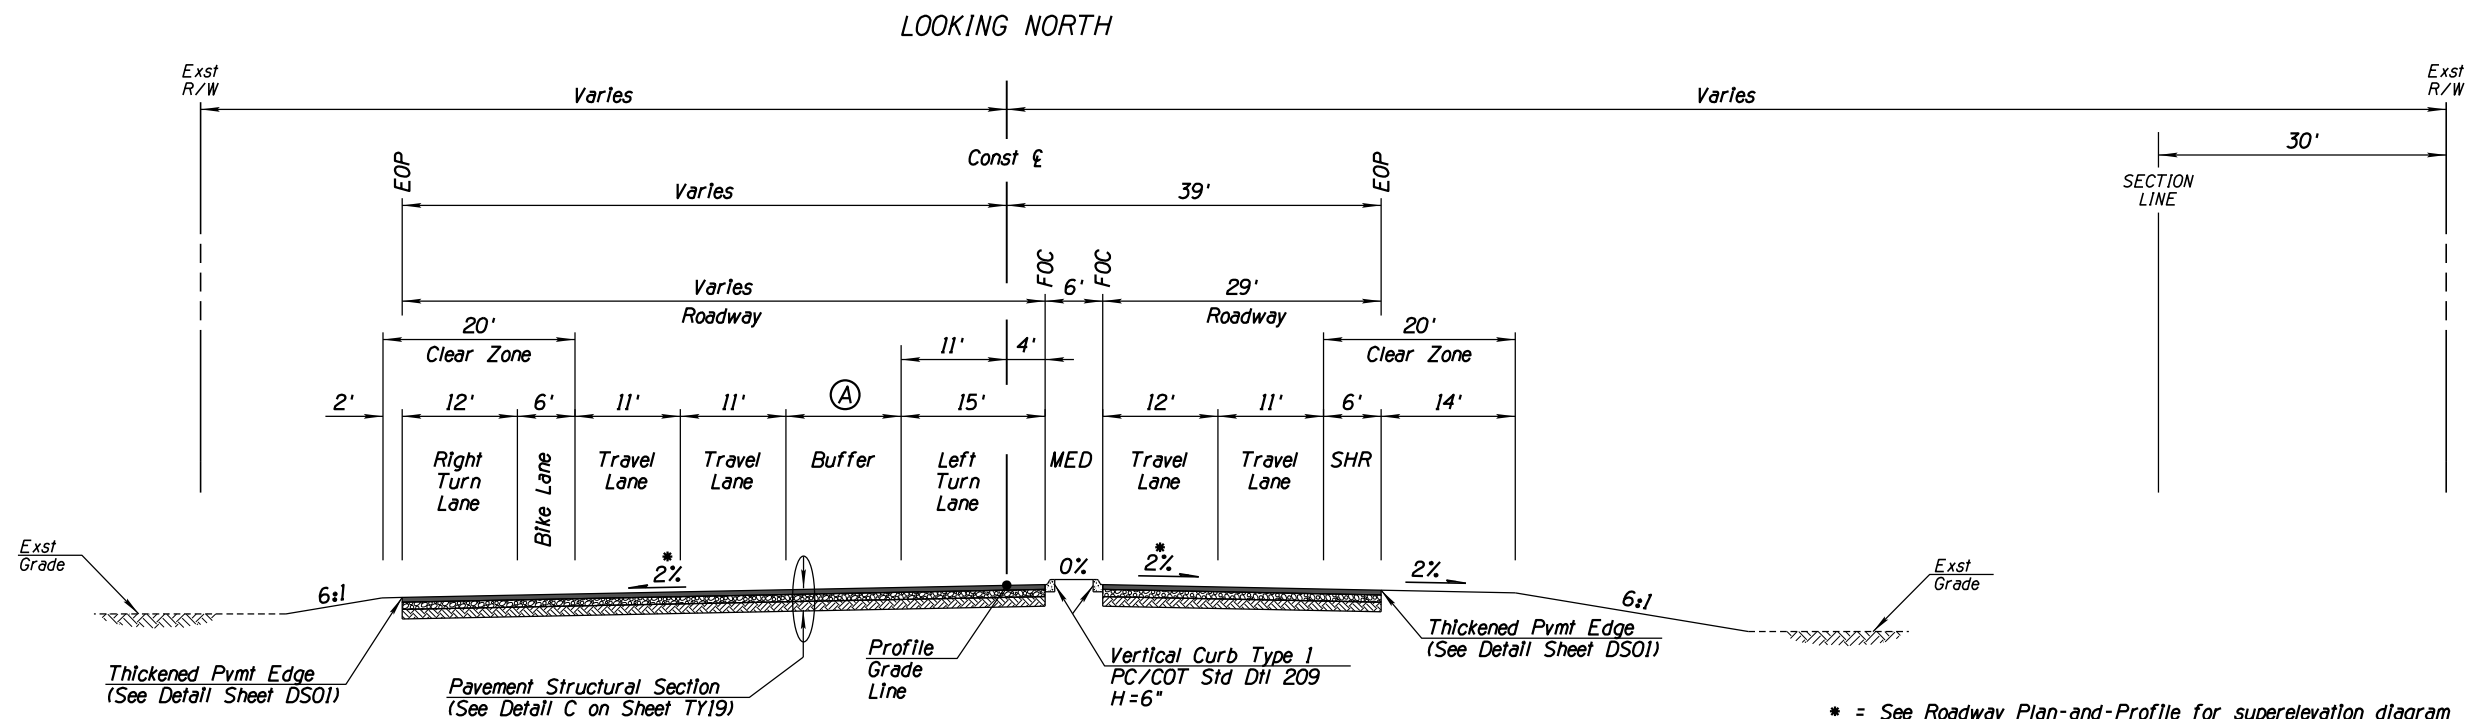 LOOKING NORTH
Exst
R/W
Exst
R/W
Varies
Varies
30'
Const ℄
EOP
EOP
SECTION
LINE
Varies
39'
FOC
FOC
Varies
Roadway
6'
29'
Roadway
20'
Clear Zone
20'
Clear Zone
11'
4'
2'
12'
6'
11'
11'
A
15'
12'
11'
6'
14'
Right
Turn
Lane
Bike Lane
Travel
Lane
Travel
Lane
Buffer
Left
Turn
Lane
MED
Travel
Lane
Travel
Lane
SHR
Exst
Grade
6:1
*
2%
0%
*
2%
2%
6:1
Exst
Grade
Thickened Pvmt Edge
(See Detail Sheet DS01)
Pavement Structural Section
(See Detail C on Sheet TY19)
Profile
Grade
Line
Vertical Curb Type 1
PC/COT Std Dtl 209
H=6"
Thickened Pvmt Edge
(See Detail Sheet DS01)
* = See Roadway Plan-and-Profile for superelevation diagram